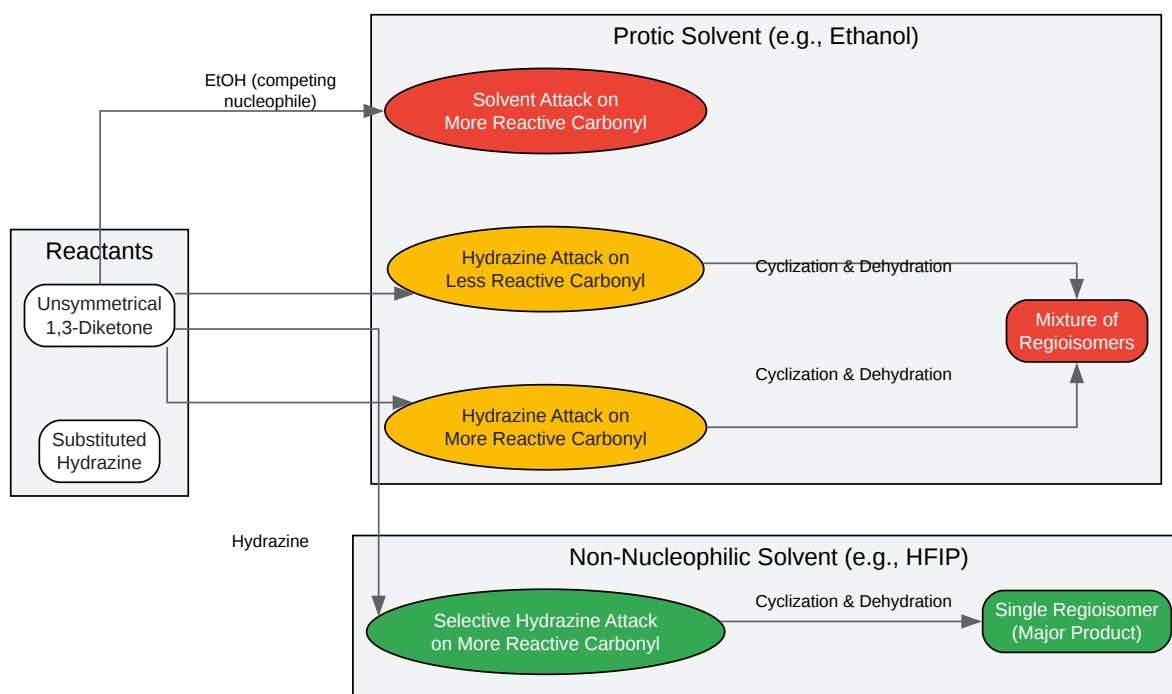 Protic Solvent (e.g., Ethanol)
EtOH (competing
nucleophile)
Solvent Attack on
More Reactive Carbonyl
Reactants
Unsymmetrical
1,3-Diketone
Substituted
Hydrazine
Hydrazine Attack on
Less Reactive Carbonyl
Cyclization & Dehydration
Mixture of
Regioisomers
Cyclization & Dehydration
Hydrazine Attack on
More Reactive Carbonyl
Hydrazine
Non-Nucleophilic Solvent (e.g., HFIP)
Selective Hydrazine Attack
on More Reactive Carbonyl
Cyclization & Dehydration
Single Regioisomer
(Major Product)